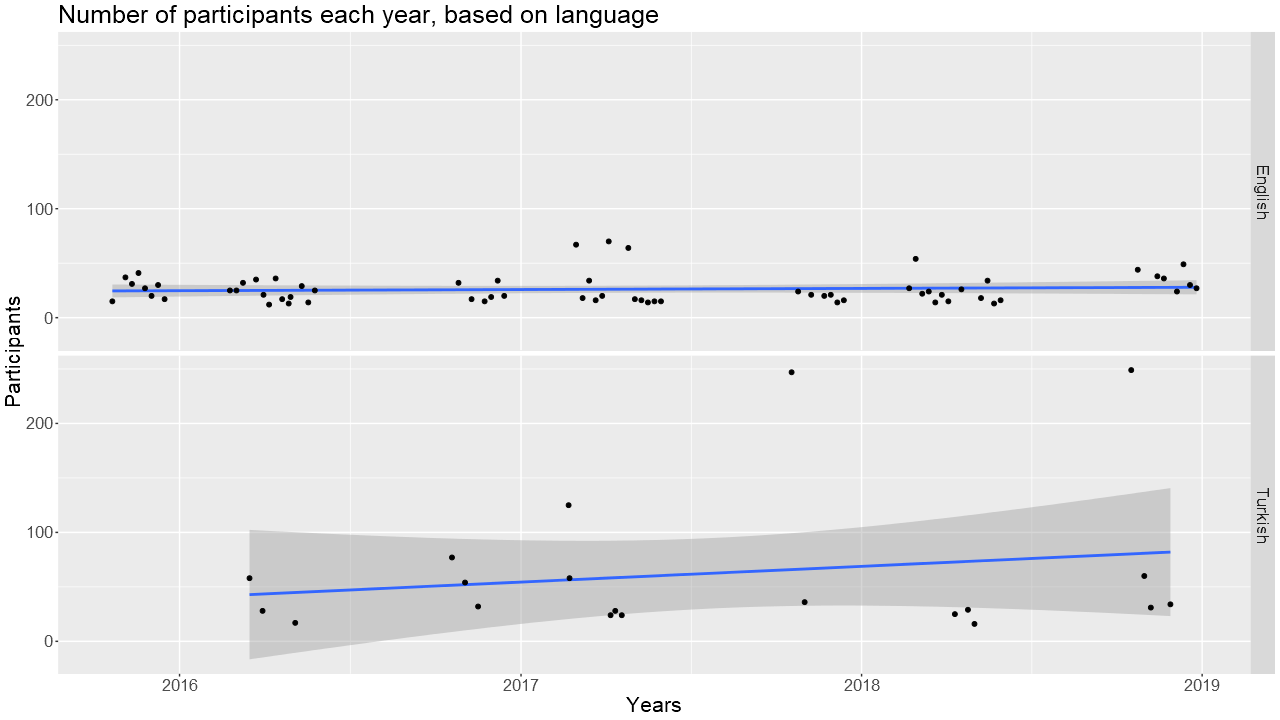 Number of participants each year, based on language
200
100
0
English
Participants
200
100
0
Turkish
2016
2017
2018
2019
Years